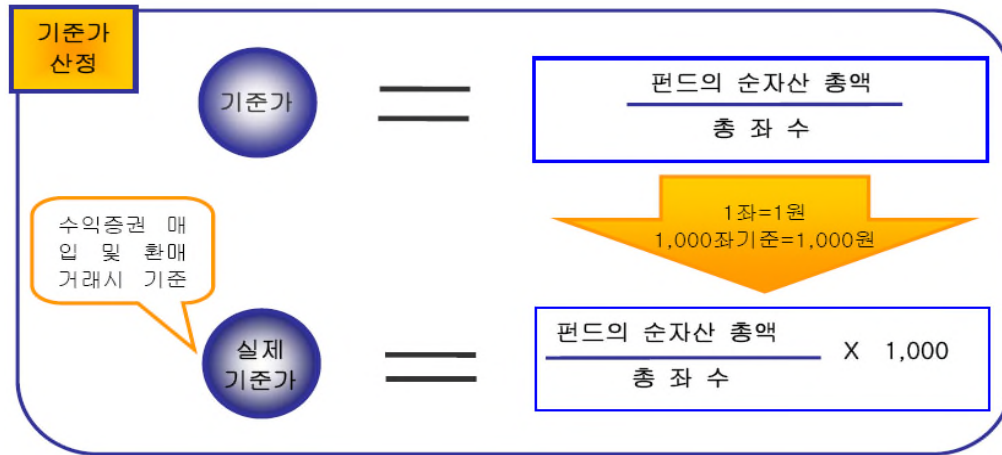 기준가
산정
기준가
펀드의 순자산 총액
총 좌 수
1좌=1원
1,000좌기준=1,000원
수익증권 매
입 및 환매
거래시 기준
실제
기준가
펀드의 순자산 총액
총 좌 수
X 1,000